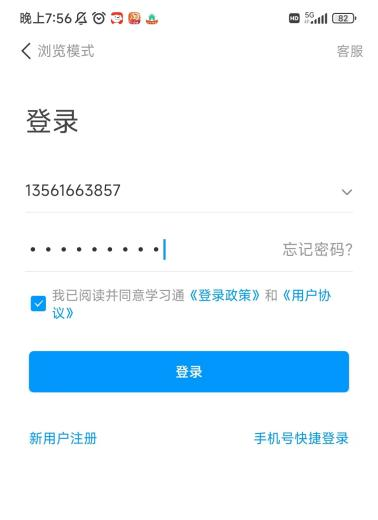 晚上7:56 HD 5G 82
浏览模式 客服
登录
13561663857
••••••••• 忘记密码?
我已阅读并同意学习通《登录政策》和《用户协
议》
登录
新用户注册 手机号快捷登录